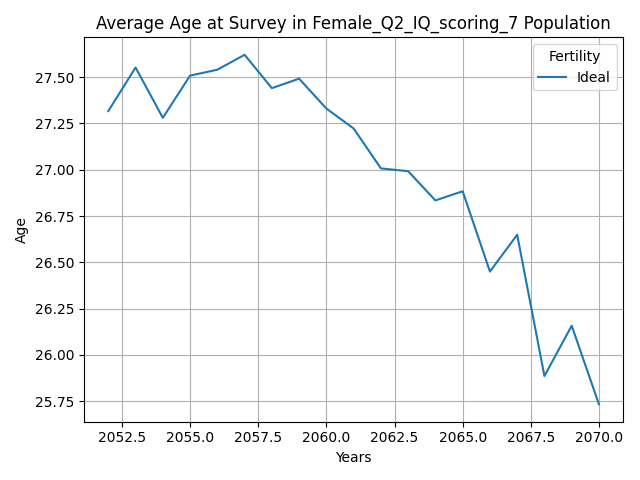 Average Age at Survey in Female_Q2_IQ_scoring_7 Population
Fertility
Ideal
Age
27.50
27.25
27.00
26.75
26.50
26.25
26.00
25.75
2052.5 2055.0 2057.5 2060.0 2062.5 2065.0 2067.5 2070.0
Years